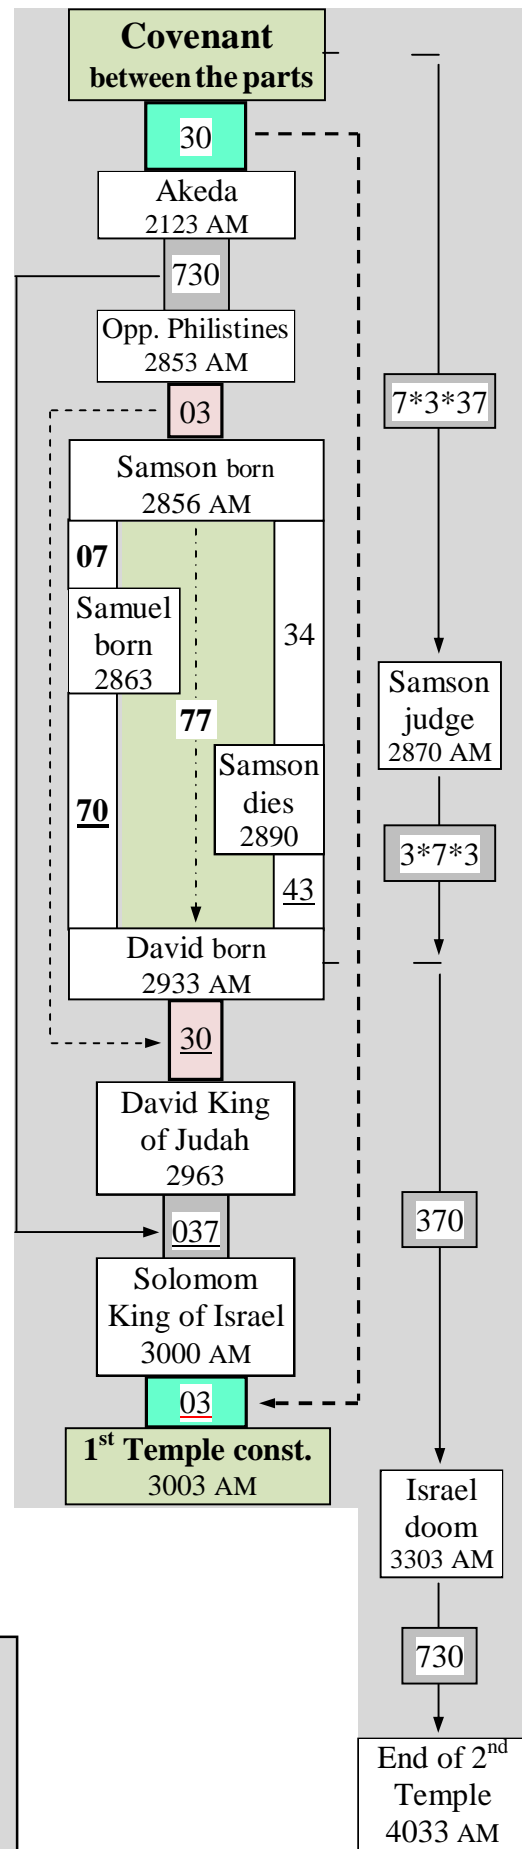 Covenant
between the parts
30
Akeda
2123 AM
730
Opp. Philistines
2853 AM
03
Samson born
2856 AM
07
Samuel
born
2863
34
77
70
Samson
dies
2890
43
David born
2933 AM
30
David King
of Judah
2963
037
Solomom
King of Israel
3000 AM
03
1st Temple const.
3003 AM
7*3*37
Samson
judge
2870 AM
3*7*3
370
Israel
doom
3303 AM
730
End of 2nd
Temple
4033 AM